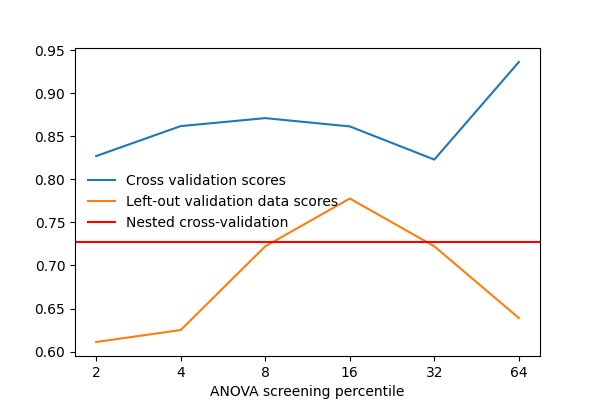 0.95
0.90
0.85
0.80
0.75
0.70
0.65
0.60
Cross validation scores
Left-out validation data scores
Nested cross-validation
2 4 8 16 32 64
ANOVA screening percentile